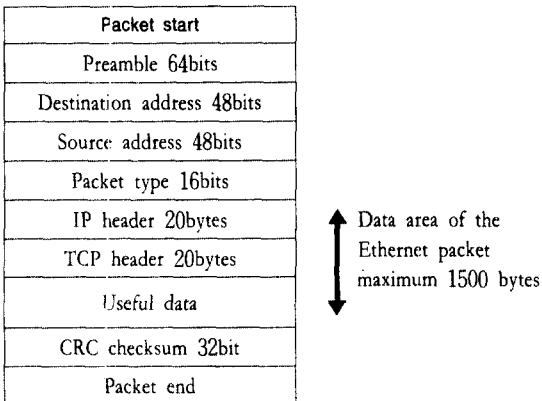 Packet start
Preamble 64bits
Destination address 48bits
Source address 48bits
Packet type 16bits
IP header 20bytes
TCP header 20bytes
Useful data
CRC checksum 32bit
Packet end
Data area of the
Ethernet packet
maximum 1500 bytes